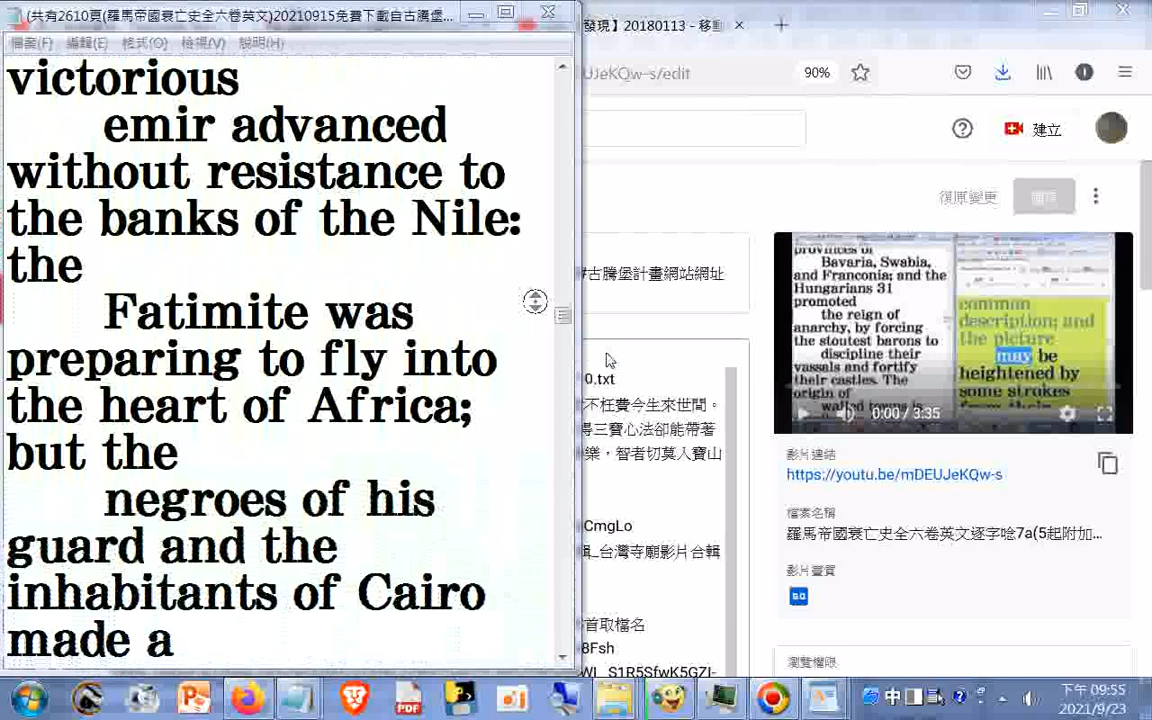 (共有2610頁(羅馬帝國衰亡史全六卷英文)20210915免費下載自古騰堡...
檔案(F) 編輯(E) 格式(O) 檢視(V) 說明(H)
victorious
emir advanced
without resistance to
the banks of the Nile:
the
Fatimite was
preparing to fly into
the heart of Africa;
but the
negroes of his
guard and the
inhabitants of Cairo
made a
發現】20180113 - 移動
UJeKQw-s/edit
90%
建立
復原變更
#古騰堡計畫網站網址
0.txt
不枉費今生來世間。
得三寶心法卻能帶著
樂，智者切莫入寶山
CmgLo
輯_台灣寺廟影片合輯
首取檔名
8Fsh
WI_S1R5SfwK5GZI-
provinces of
Bavaria, Swabia,
and Franconia; and the
Hungarians 31
promoted
the reign of
anarchy, by forcing
the stoutest barons to
discipline their
vassals and fortify
their castles. The
origin of
walled towns is
common
description; and
the picture
may be
heightened by
some strokes
0:00 / 3:35
影片連結
https://youtu.be/mDEUJeKQw-s
檔案名稱
羅馬帝國衰亡史全六卷英文逐字唸7a(5起附加...
影片畫質
瀏覽權限
中
下午 09:55
2021/9/23